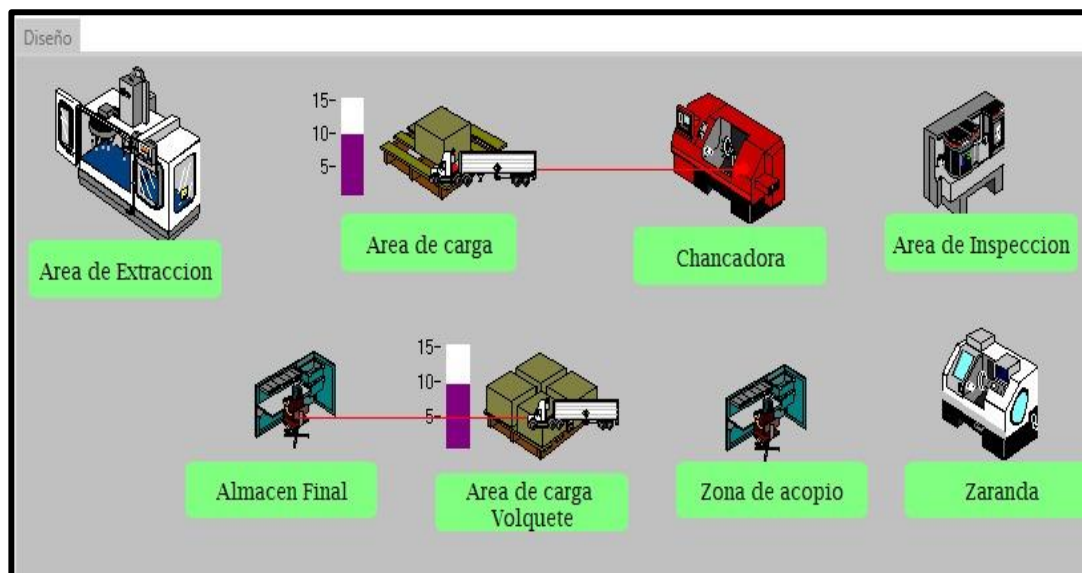 Diseño
15-
10-
5-
Area de Extraccion
Area de carga
Chancadora
Area de Inspeccion
15-
10-
5-
Almacen Final
Area de carga
Volquete
Zona de acopio
Zaranda